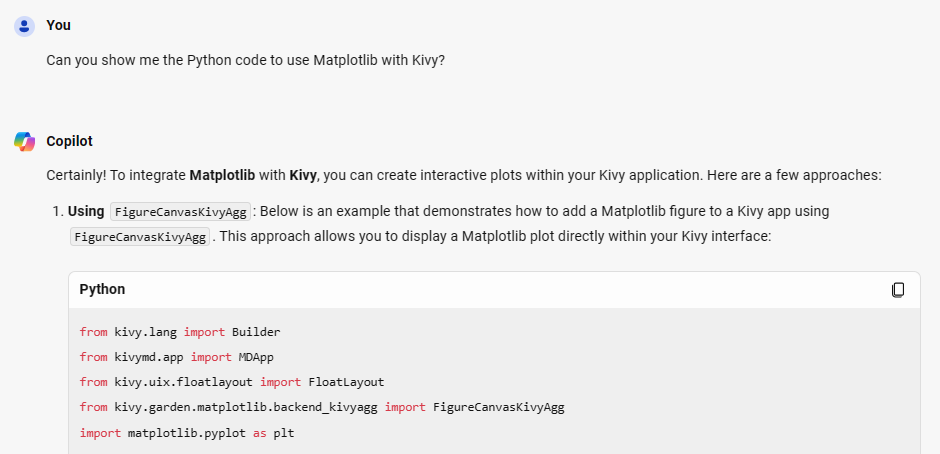 You
Can you show me the Python code to use Matplotlib with Kivy?
Copilot
Certainly! To integrate Matplotlib with Kivy, you can create interactive plots within your Kivy application. Here are a few approaches:
1. Using FigureCanvasKivyAgg: Below is an example that demonstrates how to add a Matplotlib figure to a Kivy app using
FigureCanvasKivyAgg. This approach allows you to display a Matplotlib plot directly within your Kivy interface:
Python
from kivy.lang import Builder
from kivymd.app import MDApp
from kivy.uix.floatlayout import FloatLayout
from kivy.garden.matplotlib.backend_kivyagg import FigureCanvasKivyAgg
import matplotlib.pyplot as plt